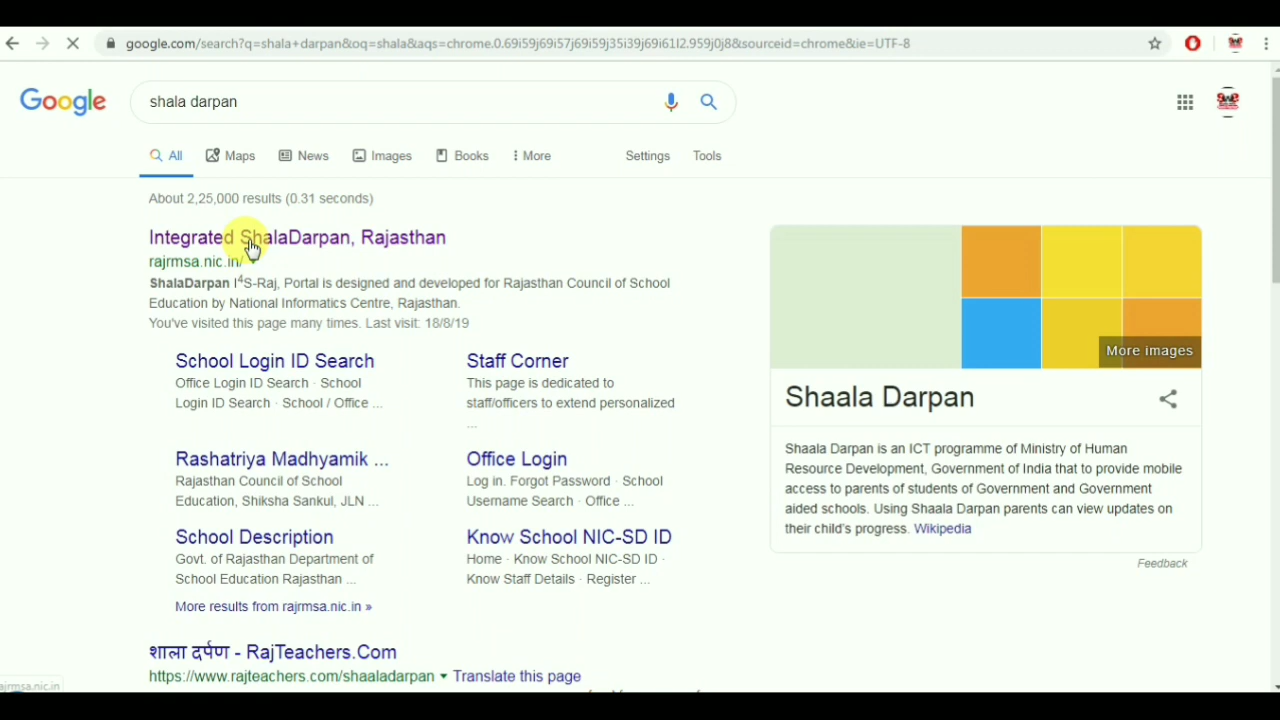 google.com/search?q=shala+darpan&oq=shala&aqs=chrome.0.69i59j69i57j69i59j35i39j69i61l2.959j0j8&sourceid=chrome&ie=UTF-8
Google
shala darpan
All Maps News Images Books More Settings Tools
About 2,25,000 results (0.31 seconds)
Integrated ShalaDarpan, Rajasthan
rajrmsa.nic.in/
ShalaDarpan I4S-Raj, Portal is designed and developed for Rajasthan Council of School
Education by National Informatics Centre, Rajasthan.
You've visited this page many times. Last visit: 18/8/19
School Login ID Search
Office Login ID Search · School
Login ID Search · School / Office ...
Staff Corner
This page is dedicated to
staff/officers to extend personalized
...
Rashatriya Madhyamik ...
Rajasthan Council of School
Education, Shiksha Sankul, JLN ...
Office Login
Log in. Forgot Password · School
Username Search · Office ...
School Description
Govt. of Rajasthan Department of
School Education Rajasthan ...
Know School NIC-SD ID
Home · Know School NIC-SD ID ·
Know Staff Details · Register ...
More results from rajrmsa.nic.in »
शाला दर्पण - RajTeachers.Com
https://www.rajteachers.com/shaaladarpan Translate this page
More images
Shaala Darpan
Shaala Darpan is an ICT programme of Ministry of Human
Resource Development, Government of India that to provide mobile
access to parents of students of Government and Government
aided schools. Using Shaala Darpan parents can view updates on
their child's progress. Wikipedia
Feedback
ajrmsa.nic.in